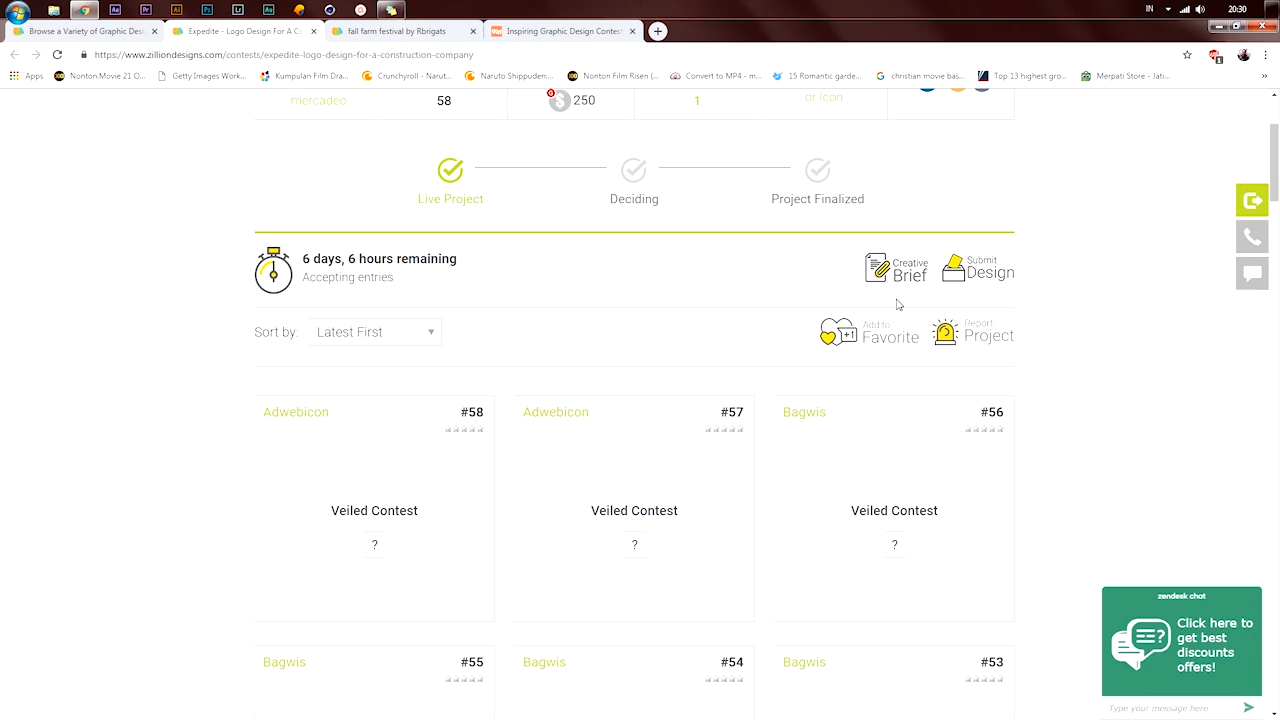 IN
20:30
Browse a Variety of Graphic Desi
Expedite - Logo Design For A C
fall farm festival by Rbrigats
Inspiring Graphic Design Contest
https://www.zilliondesigns.com/contests/expedite-logo-design-for-a-construction-company
Apps
Nonton Movie 21 O...
Getty Images Work...
Kumpulan Film Dra...
Crunchyroll - Narut...
Naruto Shippuden:...
Nonton Film Risen (...
Convert to MP4 - m...
15 Romantic garde...
christian movie bas...
Top 13 highest gro...
Merpati Store - Jati...
mercadeo
58
250
1
or Icon
Live Project
Deciding
Project Finalized
6 days, 6 hours remaining
Accepting entries
Creative
Brief
Submit
Design
Sort by:
Latest First
Add to
Favorite
Report
Project
Adwebicon
#58
Adwebicon
#57
Bagwis
#56
Veiled Contest
?
Veiled Contest
?
Veiled Contest
?
Bagwis
#55
Bagwis
#54
Bagwis
#53
zendesk chat
Click here to
get best
discounts
offers!
Type your message here